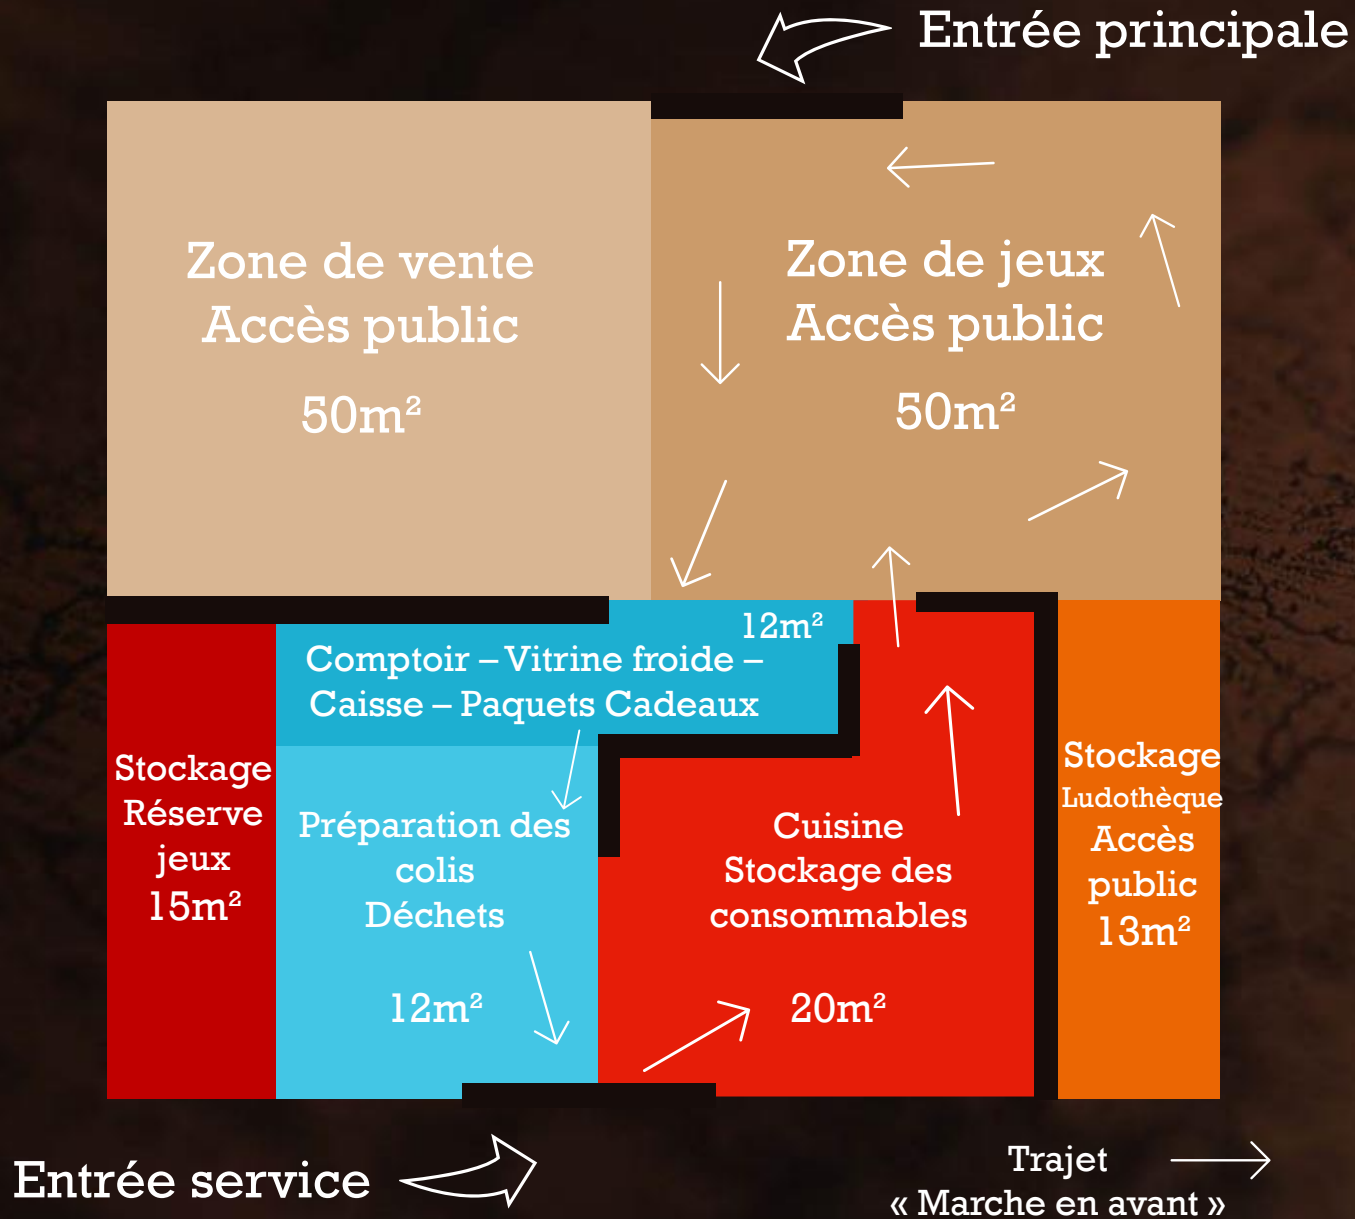 Entrée principale
Zone de vente
Accès public
50m²
Zone de jeux
Accès public
50m²
12m²
Comptoir – Vitrine froide –
Caisse – Paquets Cadeaux
Stockage
Réserve
jeux
15m²
Préparation des
colis
Déchets
12m²
Cuisine
Stockage des
consommables
20m²
Stockage
Ludothèque
Accès
public
13m²
Entrée service
Trajet
« Marche en avant »